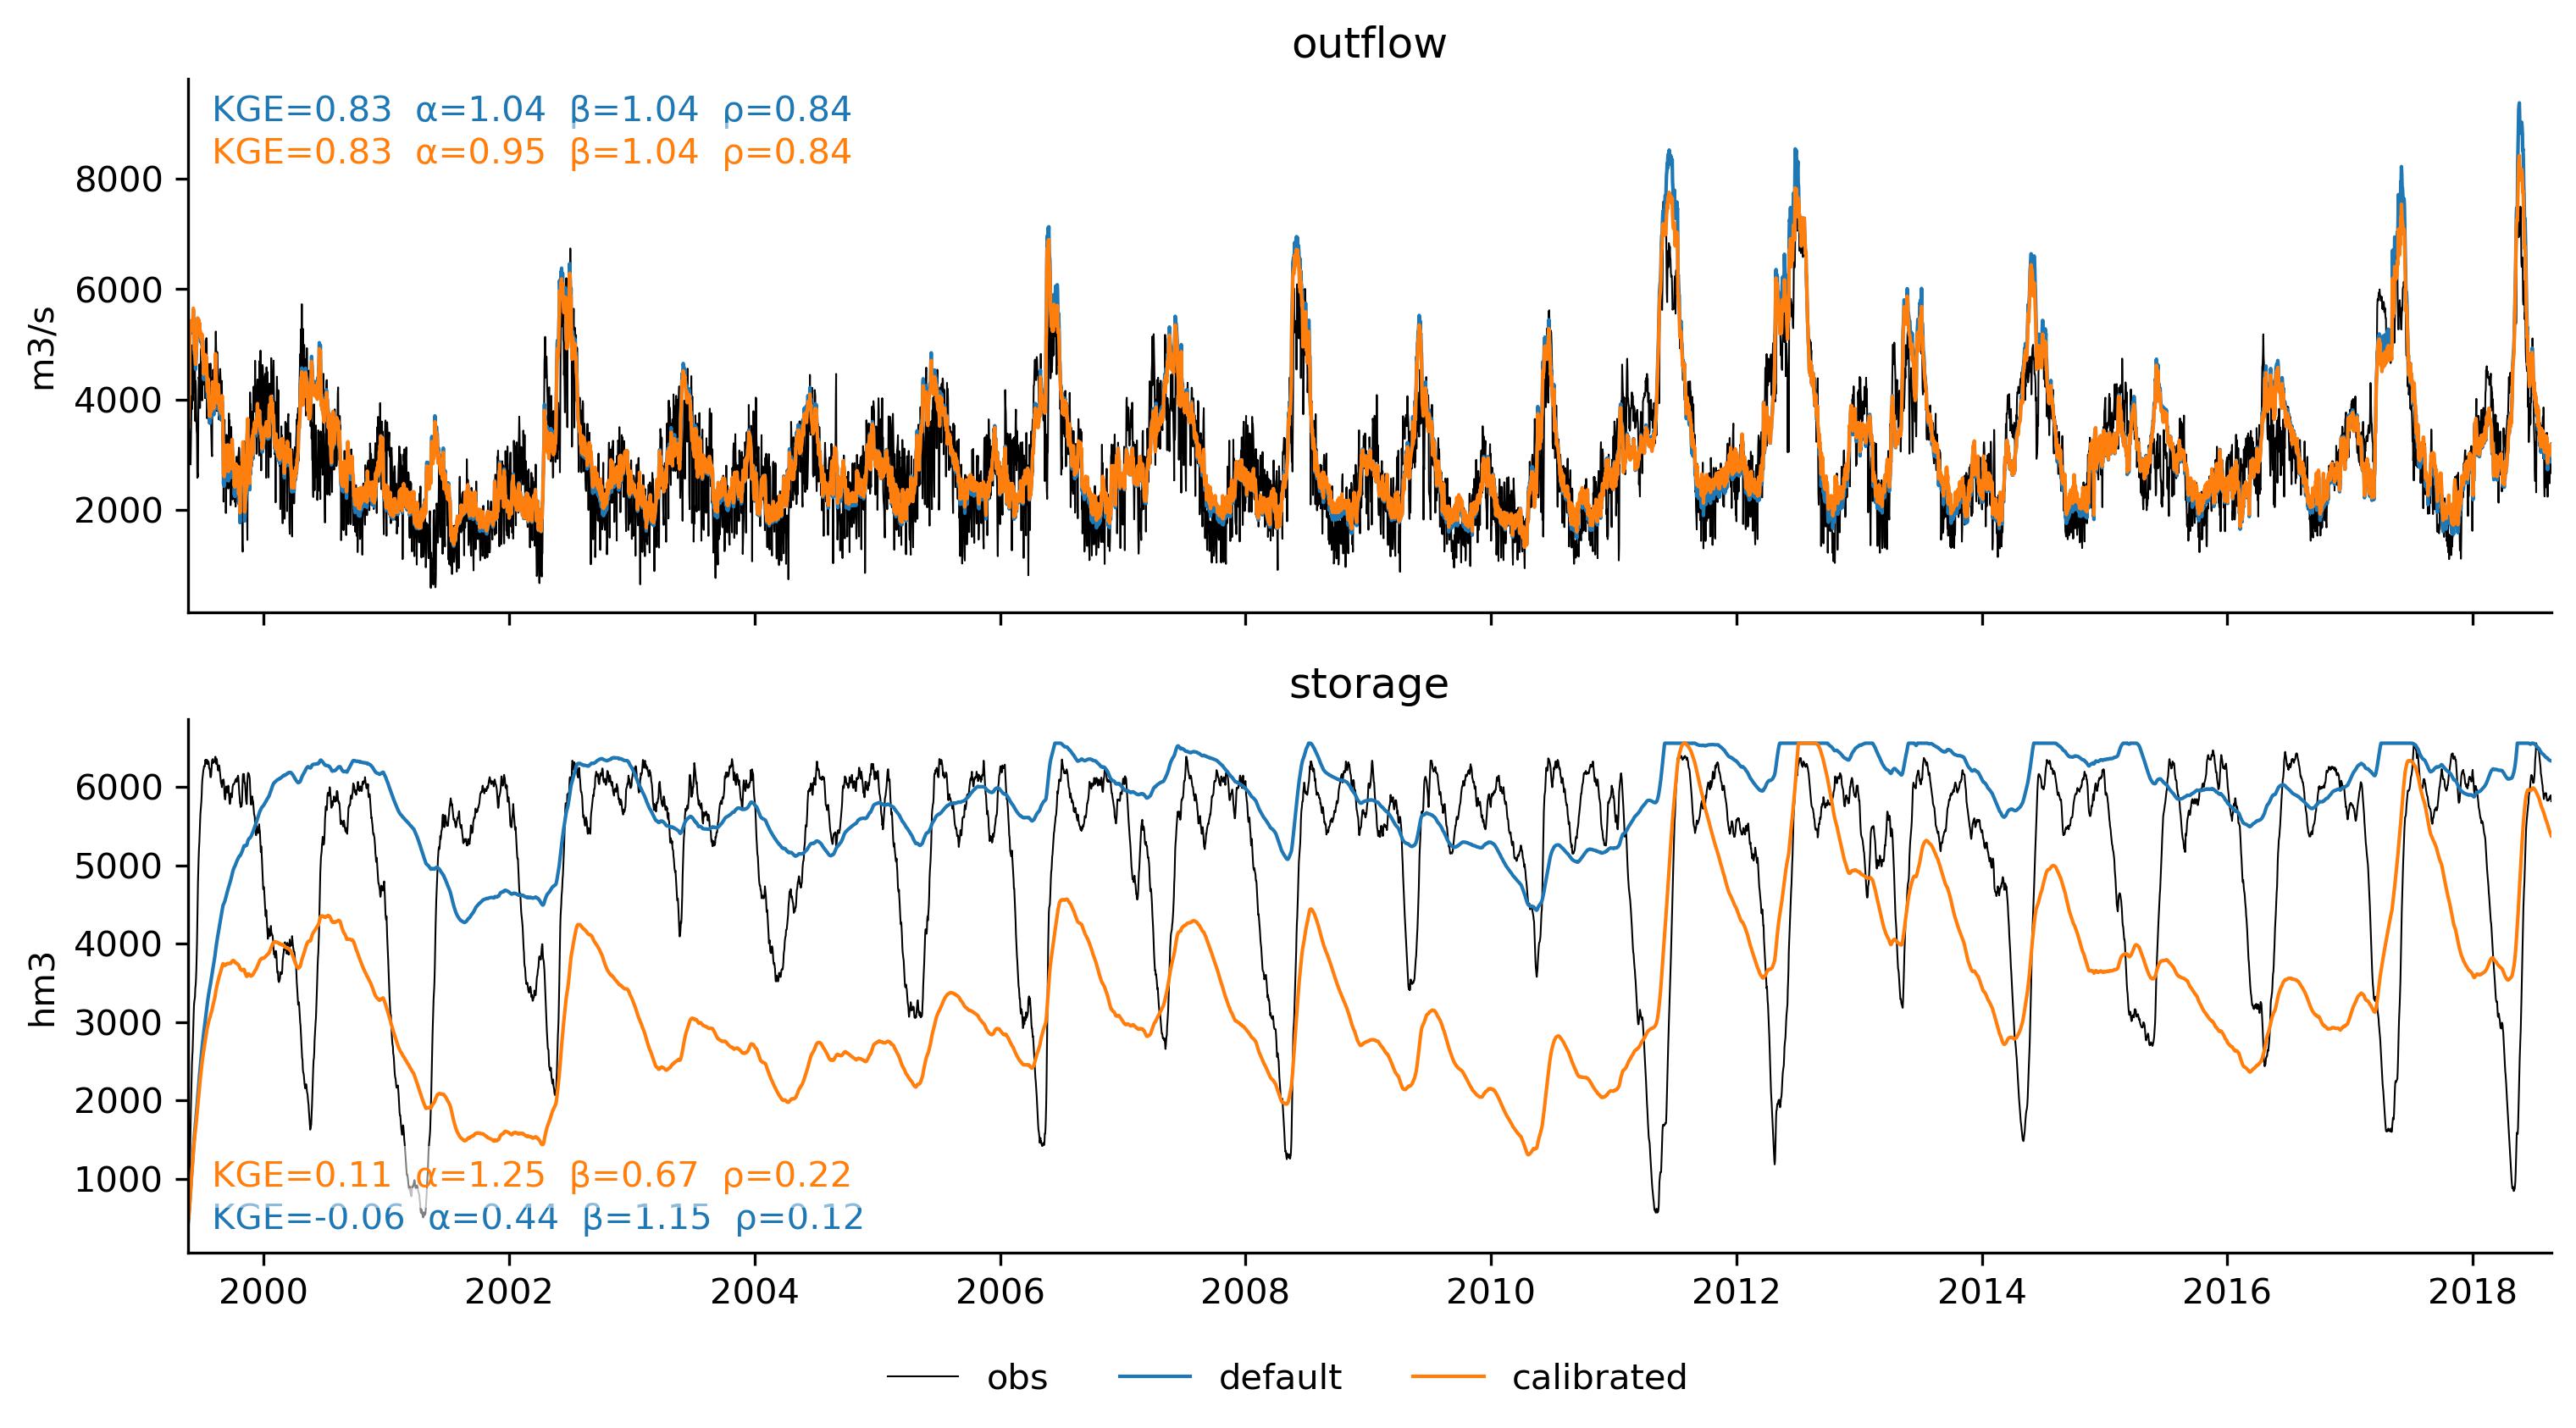 outflow
KGE=0.83 α=1.04 β=1.04 ρ=0.84
KGE=0.83 α=0.95 β=1.04 ρ=0.84
8000
6000
4000
2000
m3/s
storage
6000
5000
4000
3000
2000
1000
hm3
KGE=0.11 α=1.25 β=0.67 ρ=0.22
KGE=-0.06 α=0.44 β=1.15 ρ=0.12
2000 2002 2004 2006 2008 2010 2012 2014 2016 2018
obs default calibrated